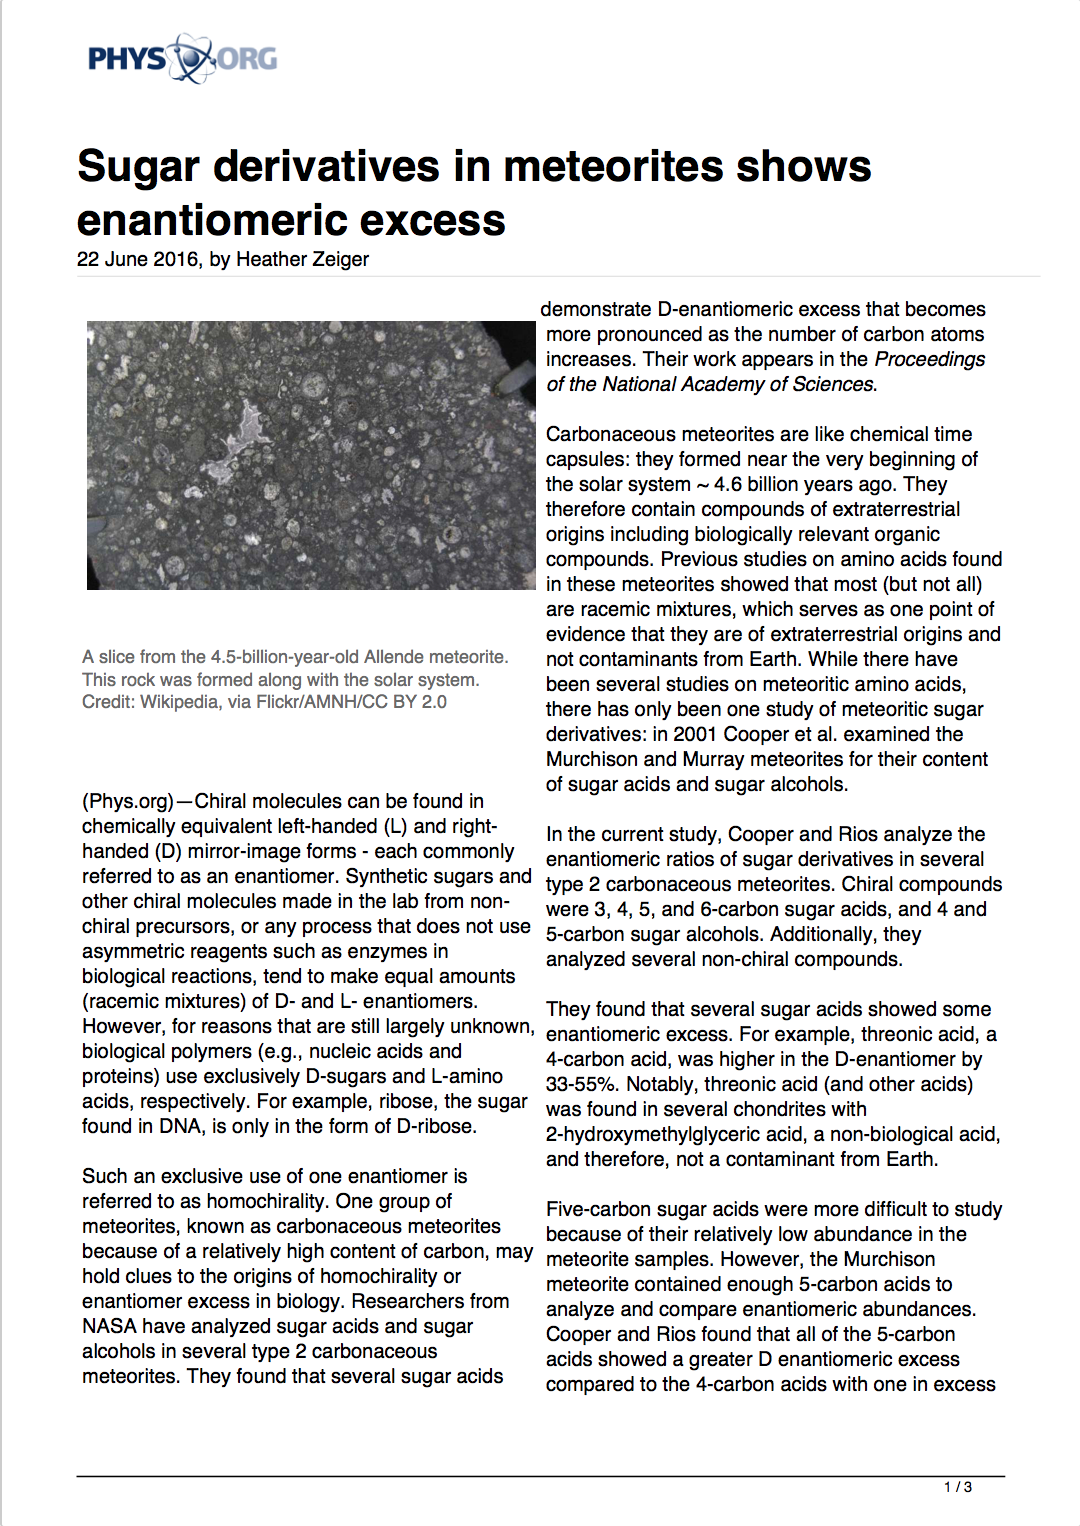 PHYS ORG
Sugar derivatives in meteorites shows
enantiomeric excess
22 June 2016, by Heather Zeiger
A slice from the 4.5-billion-year-old Allende meteorite.
This rock was formed along with the solar system.
Credit: Wikipedia, via Flickr/AMNH/CC BY 2.0
(Phys.org)—Chiral molecules can be found in
chemically equivalent left-handed (L) and right-
handed (D) mirror-image forms - each commonly
referred to as an enantiomer. Synthetic sugars and
other chiral molecules made in the lab from non-
chiral precursors, or any process that does not use
asymmetric reagents such as enzymes in
biological reactions, tend to make equal amounts
(racemic mixtures) of D- and L- enantiomers.
However, for reasons that are still largely unknown,
biological polymers (e.g., nucleic acids and
proteins) use exclusively D-sugars and L-amino
acids, respectively. For example, ribose, the sugar
found in DNA, is only in the form of D-ribose.
Such an exclusive use of one enantiomer is
referred to as homochirality. One group of
meteorites, known as carbonaceous meteorites
because of a relatively high content of carbon, may
hold clues to the origins of homochirality or
enantiomer excess in biology. Researchers from
NASA have analyzed sugar acids and sugar
alcohols in several type 2 carbonaceous
meteorites. They found that several sugar acids
demonstrate D-enantiomeric excess that becomes
more pronounced as the number of carbon atoms
increases. Their work appears in the Proceedings
of the National Academy of Sciences.
Carbonaceous meteorites are like chemical time
capsules: they formed near the very beginning of
the solar system ~ 4.6 billion years ago. They
therefore contain compounds of extraterrestrial
origins including biologically relevant organic
compounds. Previous studies on amino acids found
in these meteorites showed that most (but not all)
are racemic mixtures, which serves as one point of
evidence that they are of extraterrestrial origins and
not contaminants from Earth. While there have
been several studies on meteoritic amino acids,
there has only been one study of meteoritic sugar
derivatives: in 2001 Cooper et al. examined the
Murchison and Murray meteorites for their content
of sugar acids and sugar alcohols.
In the current study, Cooper and Rios analyze the
enantiomeric ratios of sugar derivatives in several
type 2 carbonaceous meteorites. Chiral compounds
were 3, 4, 5, and 6-carbon sugar acids, and 4 and
5-carbon sugar alcohols. Additionally, they
analyzed several non-chiral compounds.
They found that several sugar acids showed some
enantiomeric excess. For example, threonic acid, a
4-carbon acid, was higher in the D-enantiomer by
33-55%. Notably, threonic acid (and other acids)
was found in several chondrites with
2-hydroxymethylglyceric acid, a non-biological acid,
and therefore, not a contaminant from Earth.
Five-carbon sugar acids were more difficult to study
because of their relatively low abundance in the
meteorite samples. However, the Murchison
meteorite contained enough 5-carbon acids to
analyze and compare enantiomeric abundances.
Cooper and Rios found that all of the 5-carbon
acids showed a greater D enantiomeric excess
compared to the 4-carbon acids with one in excess
1 / 3